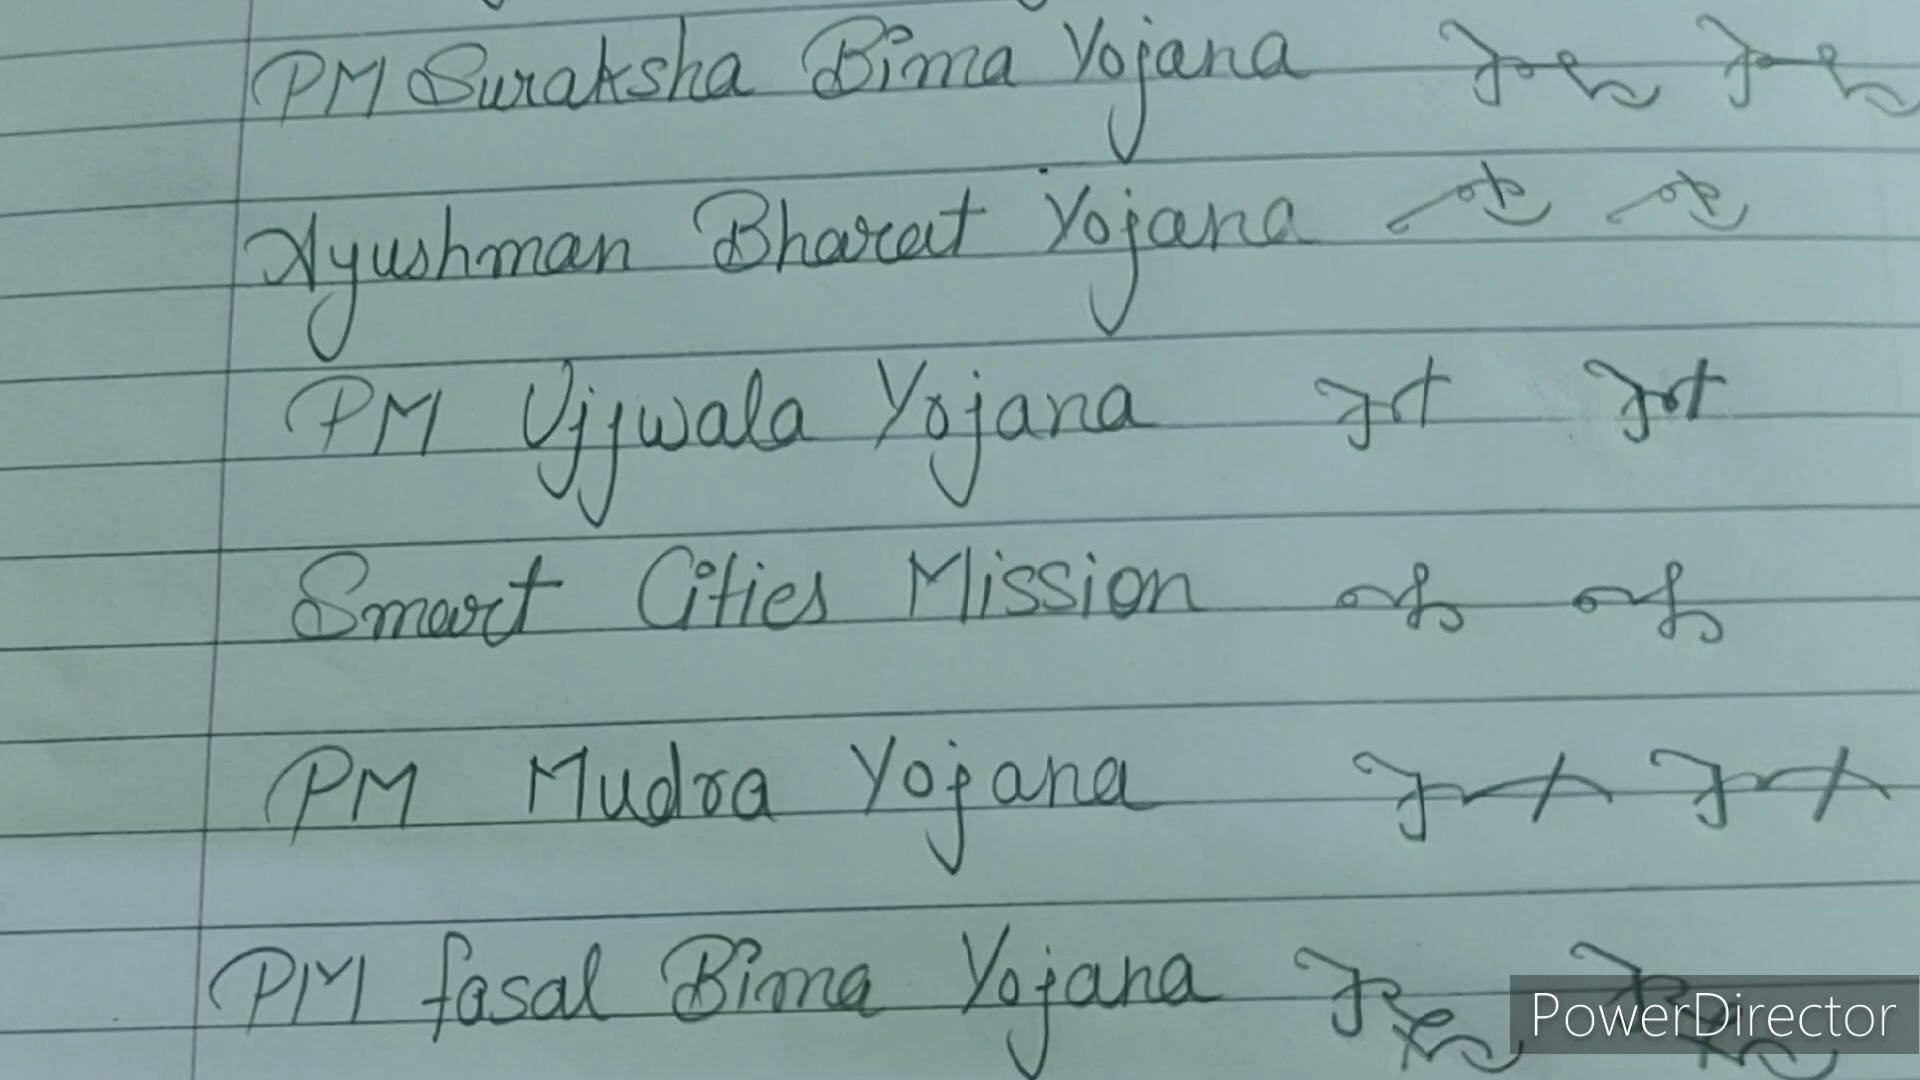 PM Suraksha Bima Yojana
Ayushman Bharat Yojana
PM Ujjwala Yojana
Smart Cities Mission
PM Mudra Yojana
PM fasal Bima Yojana
PowerDirector